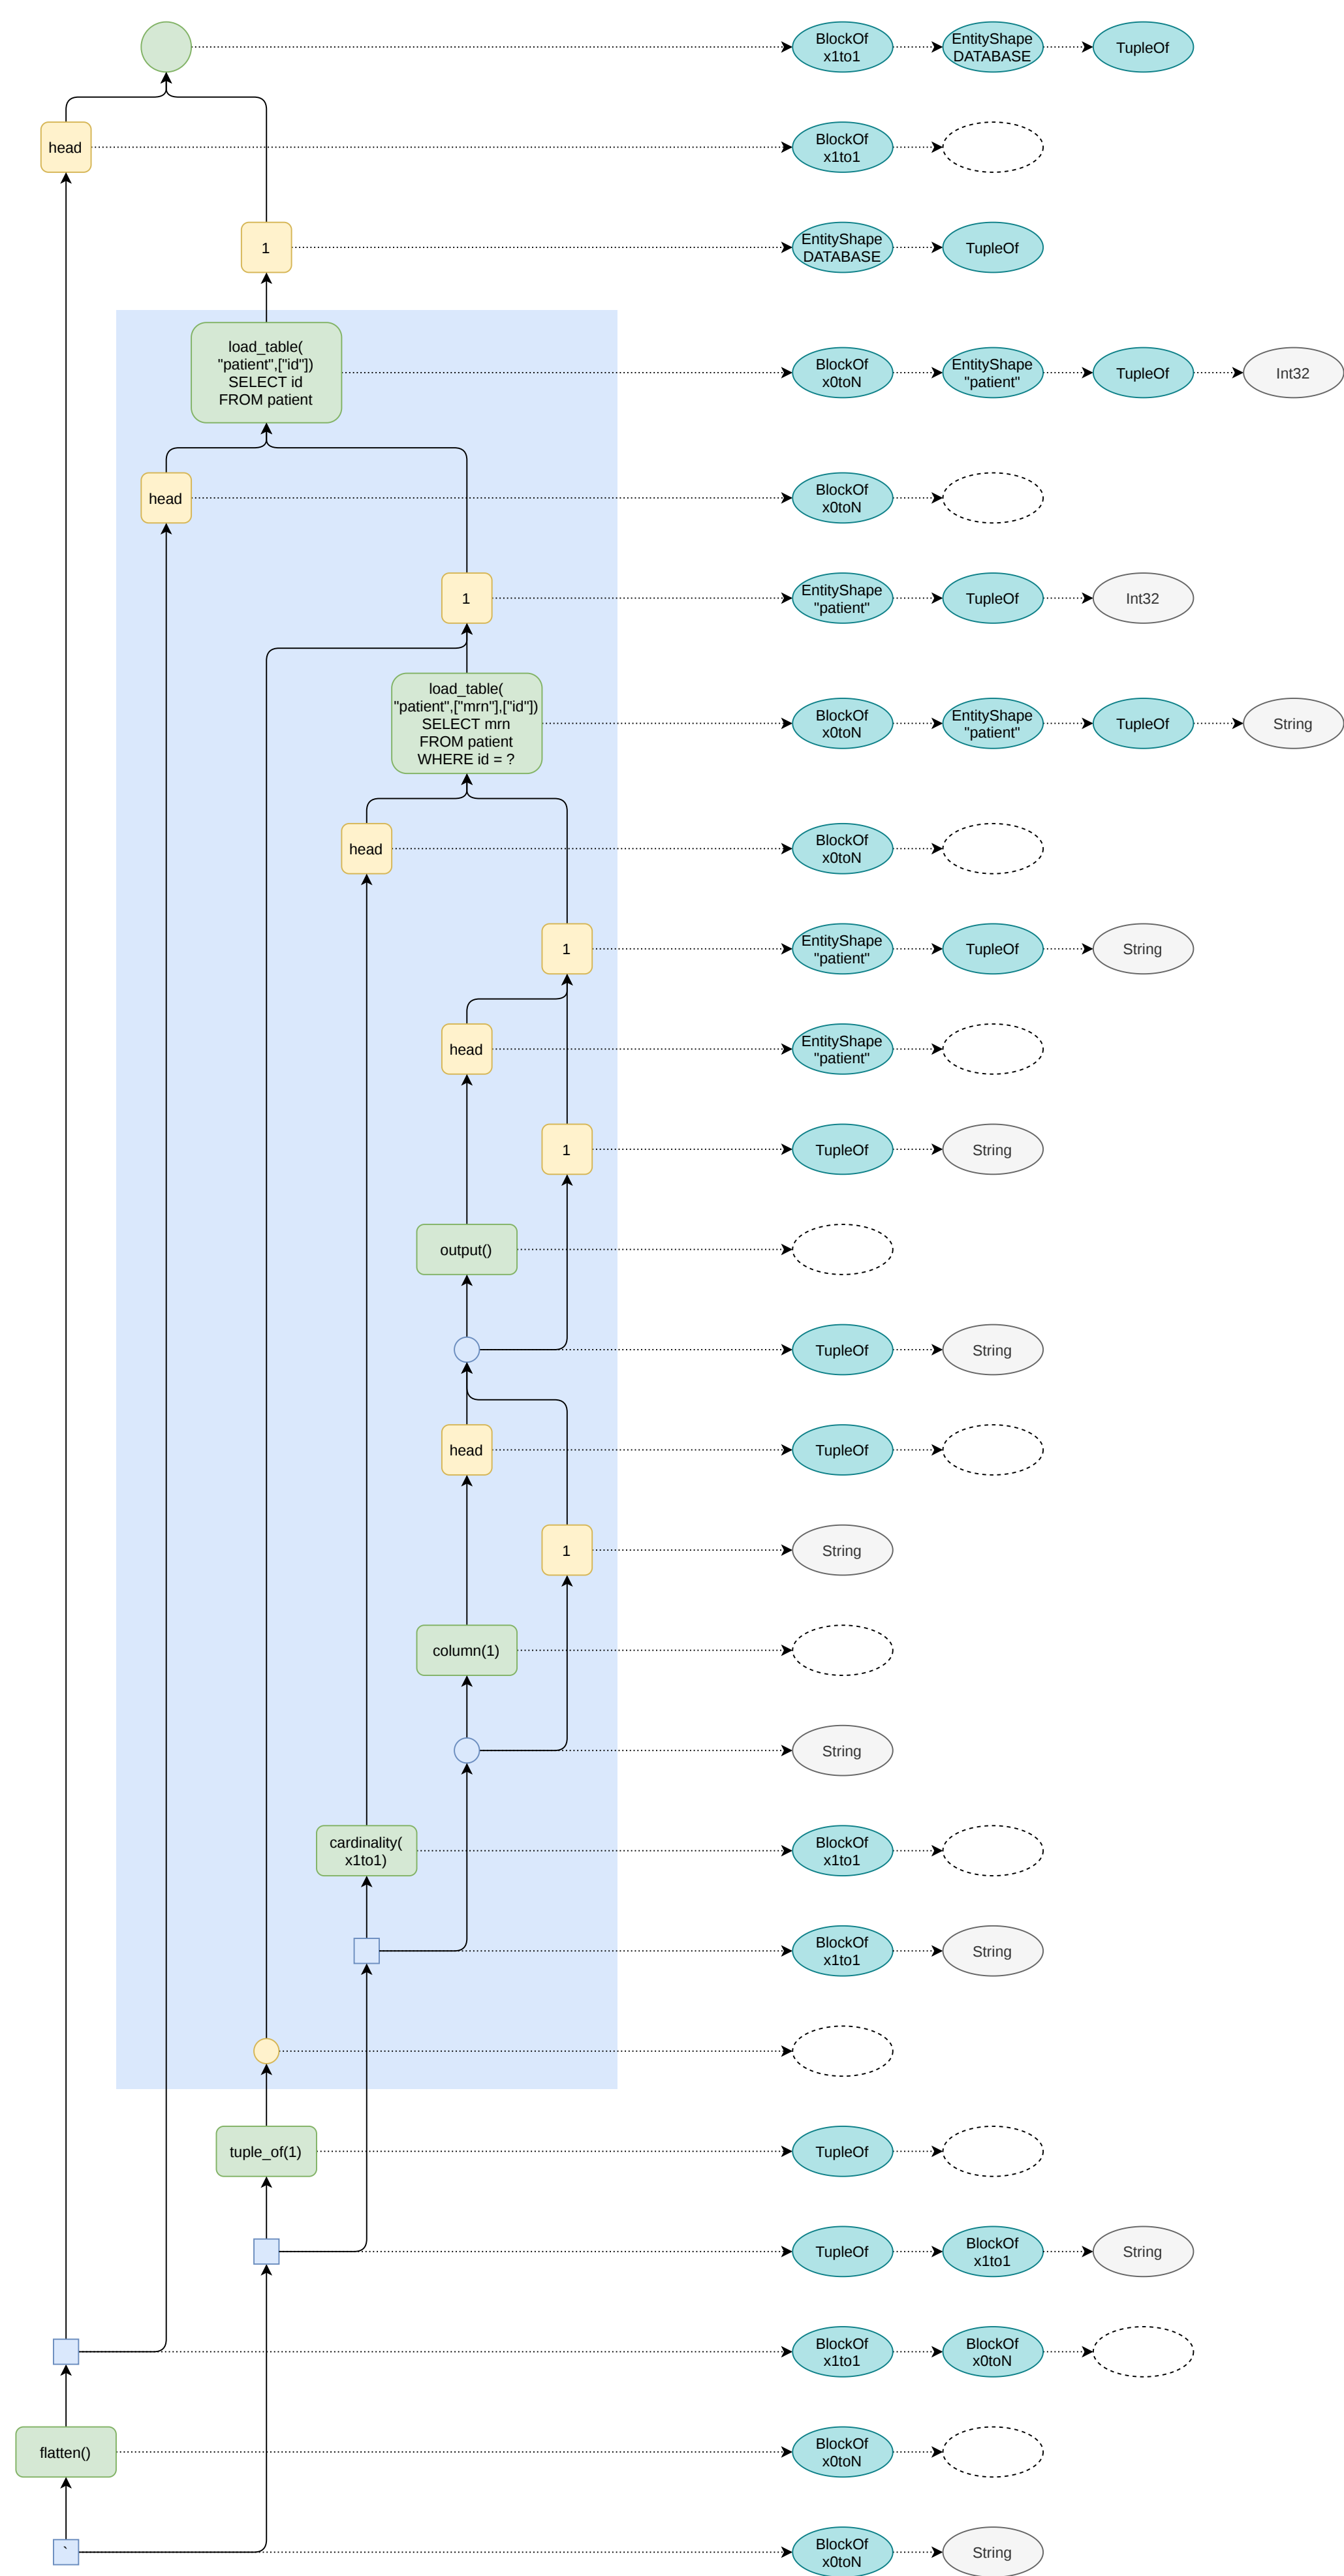 BlockOf
x1to1
EntityShape
DATABASE
TupleOf
head
BlockOf
x1to1
1
EntityShape
DATABASE
TupleOf
load_table(
"patient",["id"])
SELECT id
FROM patient
BlockOf
x0toN
EntityShape
"patient"
TupleOf
Int32
head
BlockOf
x0toN
1
EntityShape
"patient"
TupleOf
Int32
load_table(
"patient",["mrn"],["id"])
SELECT mrn
FROM patient
WHERE id = ?
BlockOf
x0toN
EntityShape
"patient"
TupleOf
String
head
BlockOf
x0toN
1
EntityShape
"patient"
TupleOf
String
head
EntityShape
"patient"
1
TupleOf
String
output()
TupleOf
String
head
TupleOf
1
String
column(1)
String
cardinality(
x1to1)
BlockOf
x1to1
BlockOf
x1to1
String
tuple_of(1)
TupleOf
TupleOf
BlockOf
x1to1
String
BlockOf
x1to1
BlockOf
x0toN
flatten()
BlockOf
x0toN
`
BlockOf
x0toN
String